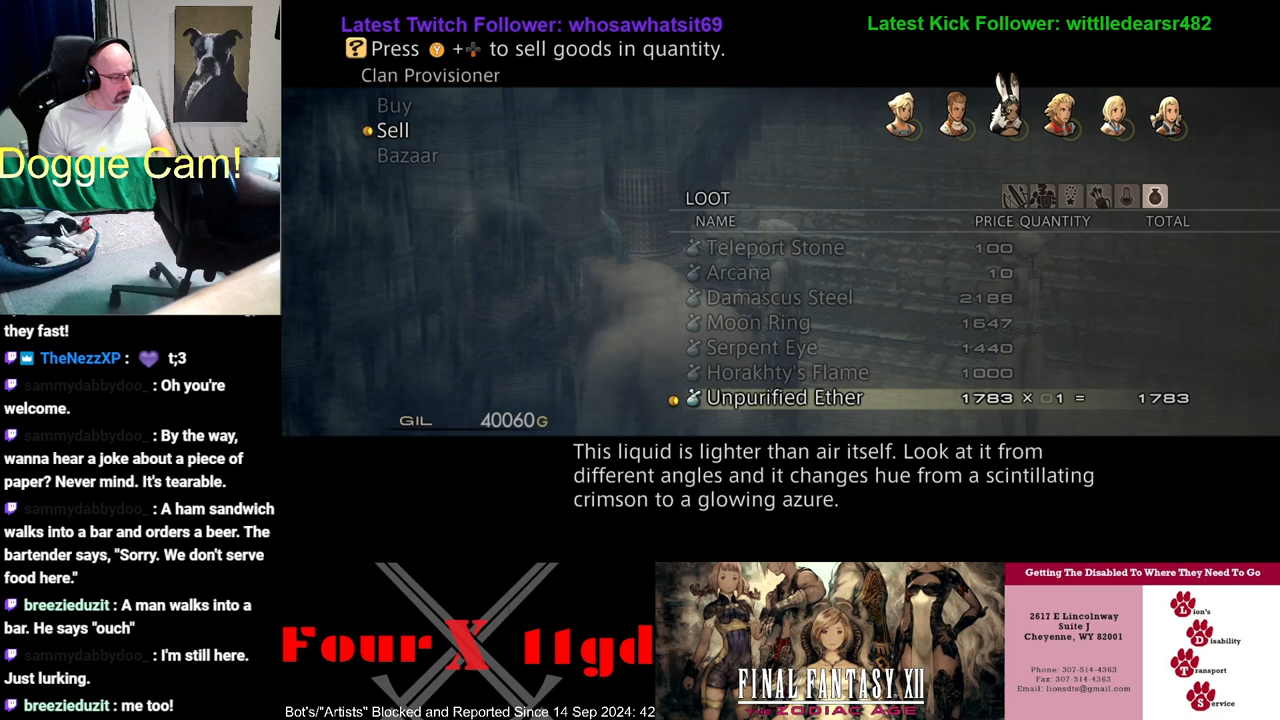 Latest Twitch Follower: whosawhatsit69
Latest Kick Follower: wittlledearsr482
Press Y + to sell goods in quantity.
Clan Provisioner
Buy
Sell
Bazaar
Doggie Cam!
LOOT
NAME PRICE QUANTITY TOTAL
Teleport Stone 100
Arcana 10
Damascus Steel 2188
Moon Ring 1647
Serpent Eye 1440
Horakhty's Flame 1000
Unpurified Ether 1783 × 01 = 1783
GIL 40060G
This liquid is lighter than air itself. Look at it from
different angles and it changes hue from a scintillating
crimson to a glowing azure.
they fast!
TheNezzXP : t;3
sammydabbydoo_ : Oh you're
welcome.
sammydabbydoo_ : By the way,
wanna hear a joke about a piece of
paper? Never mind. It's tearable.
sammydabbydoo_ : A ham sandwich
walks into a bar and orders a beer. The
bartender says, "Sorry. We don't serve
food here."
breezieduzit : A man walks into a
bar. He says "ouch"
sammydabbydoo_ : I'm still here.
Just lurking.
breezieduzit : me too!
Four X 11gd
Bot's/"Artists" Blocked and Reported Since 14 Sep 2024: 42
FINAL FANTASY XII
THE ZODIAC AGE
Getting The Disabled To Where They Need To Go
2617 E Lincolnway
Suite J
Cheyenne, WY 82001
Phone: 307-514-4363
Fax: 307-514-4363
Email: lionsdts@gmail.com
Lion's
Disability
Transport
Service